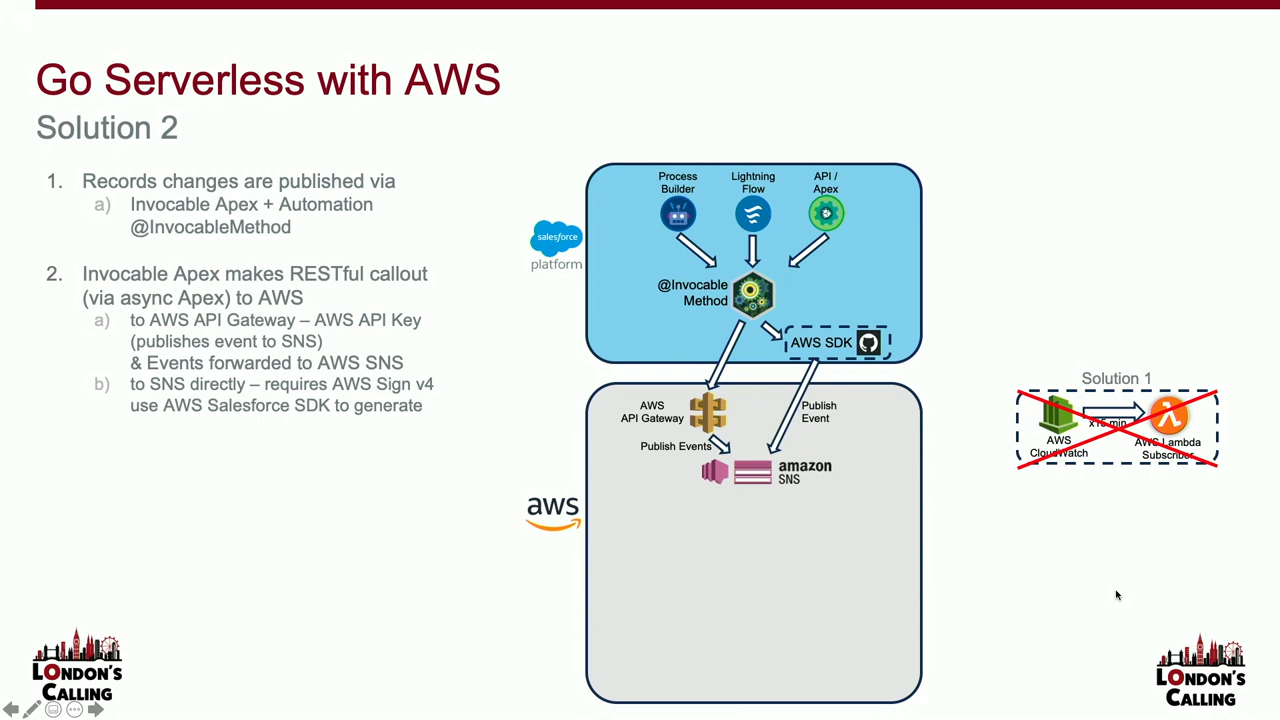 Go Serverless with AWS
Solution 2
1. Records changes are published via
a) Invocable Apex + Automation
@InvocableMethod
2. Invocable Apex makes RESTful callout
(via async Apex) to AWS
a) to AWS API Gateway – AWS API Key
(publishes event to SNS)
& Events forwarded to AWS SNS
b) to SNS directly – requires AWS Sign v4
use AWS Salesforce SDK to generate
Process
Builder
Lightning
Flow
API /
Apex
salesforce
platform
@Invocable
Method
AWS SDK
AWS
API Gateway
Publish
Event
Publish Events
amazon
SNS
aws
Solution 1
x15 min
AWS
CloudWatch
AWS Lambda
Subscriber
LONDON'S
CALLING
LONDON'S
CALLING